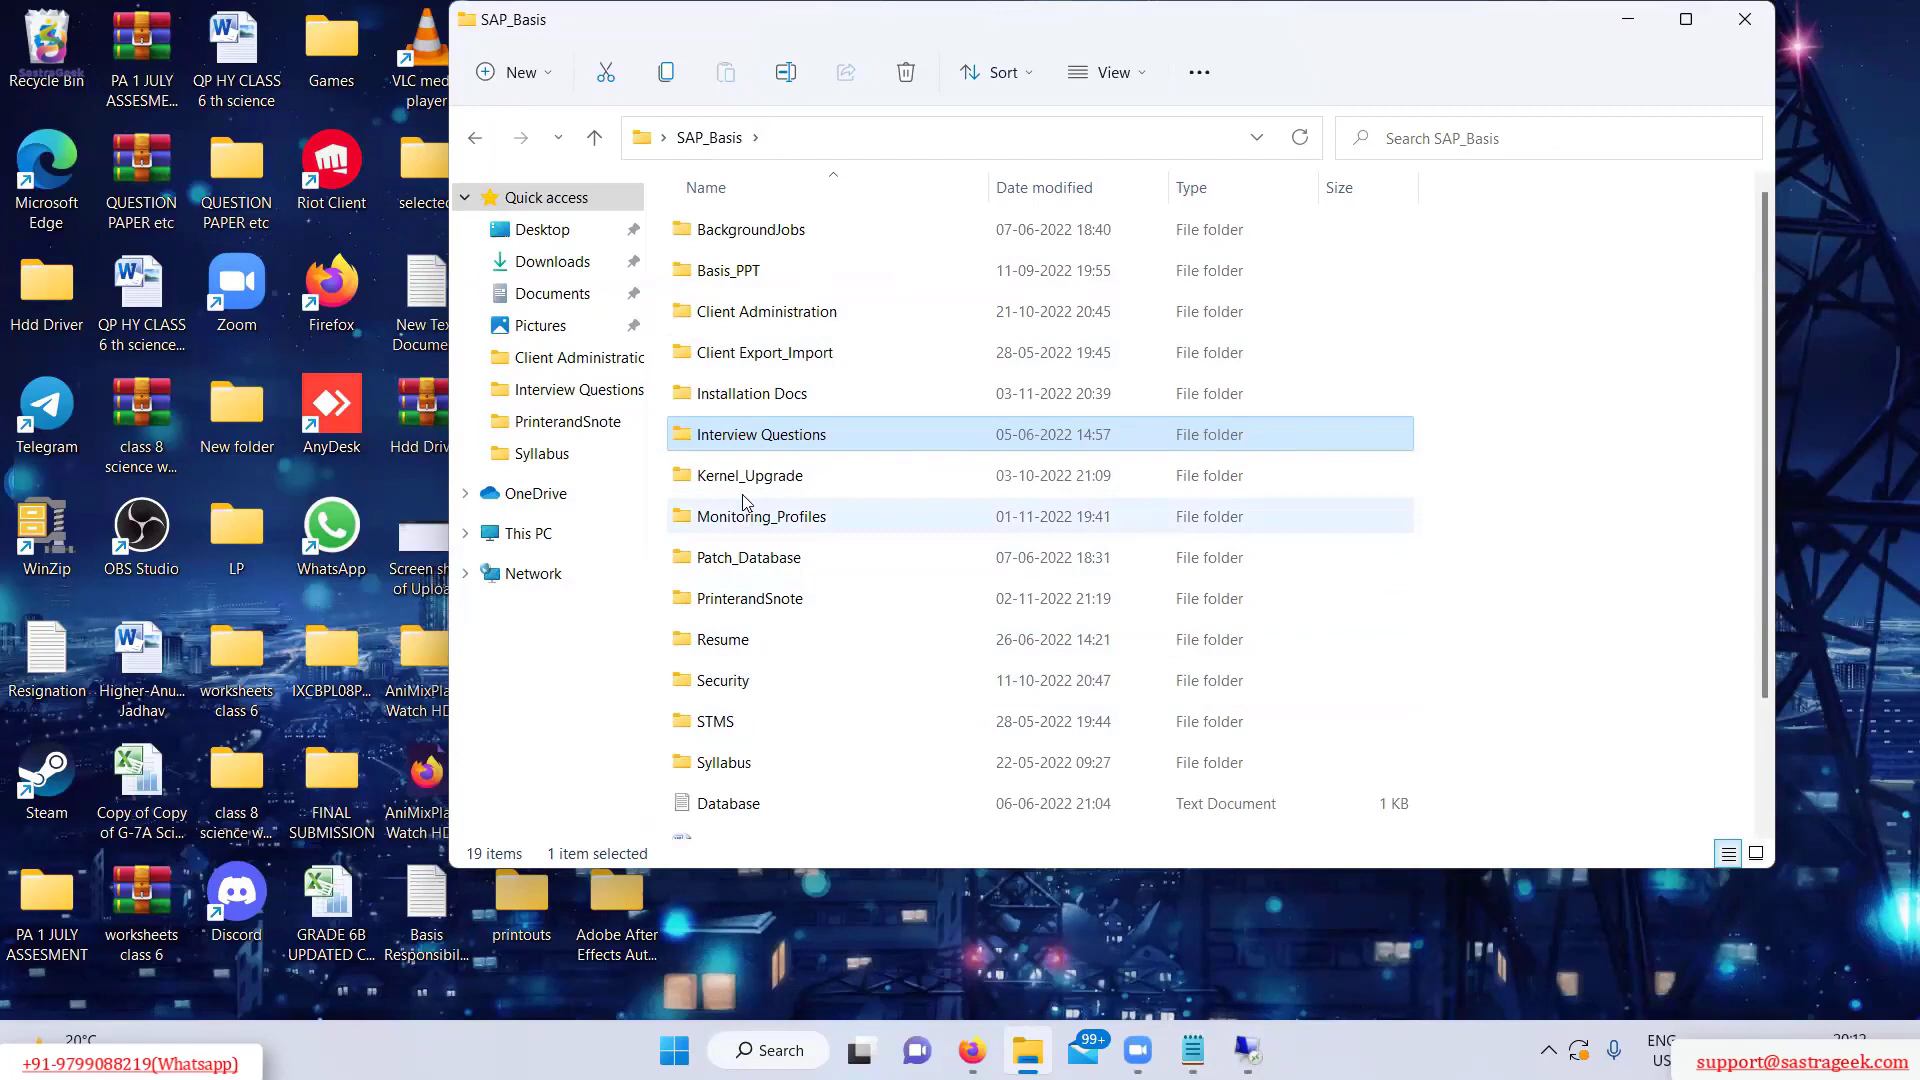 SAP_Basis
New
Sort
View
SAP_Basis
Search SAP_Basis
Name
Date modified
Type
Size
Quick access
Desktop
Downloads
Documents
Pictures
Client Administratic
Interview Questions
PrinterandSnote
Syllabus
OneDrive
This PC
Network
BackgroundJobs 07-06-2022 18:40 File folder
Basis_PPT 11-09-2022 19:55 File folder
Client Administration 21-10-2022 20:45 File folder
Client Export_Import 28-05-2022 19:45 File folder
Installation Docs 03-11-2022 20:39 File folder
Interview Questions 05-06-2022 14:57 File folder
Kernel_Upgrade 03-10-2022 21:09 File folder
Monitoring_Profiles 01-11-2022 19:41 File folder
Patch_Database 07-06-2022 18:31 File folder
PrinterandSnote 02-11-2022 21:19 File folder
Resume 26-06-2022 14:21 File folder
Security 11-10-2022 20:47 File folder
STMS 28-05-2022 19:44 File folder
Syllabus 22-05-2022 09:27 File folder
Database 06-06-2022 21:04 Text Document 1 KB
19 items 1 item selected
SastraGeek
Recycle Bin
PA 1 JULY
ASSESME...
QP HY CLASS
6 th science
Games
VLC med
player
Microsoft
Edge
QUESTION
PAPER etc
QUESTION
PAPER etc
Riot Client
selected
Hdd Driver
QP HY CLASS
6 th science...
Zoom
Firefox
New Tex
Docume
Telegram
class 8
science w...
New folder
AnyDesk
Hdd Driv
WinZip
OBS Studio
LP
WhatsApp
Screen sh
of Uploa
Resignation
Higher-Anu...
Jadhav
worksheets
class 6
IXCBPL08P...
AniMixPla
Watch HD
Steam
Copy of Copy
of G-7A Sci...
class 8
science w...
FINAL
SUBMISSION
AniMixPla
Watch HD
PA 1 JULY
ASSESMENT
worksheets
class 6
Discord
GRADE 6B
UPDATED C...
Basis
Responsibil...
printouts
Adobe After
Effects Aut...
20°C
Search
99+
ENG
US
20:12
+91-9799088219(Whatsapp)
support@sastrageek.com